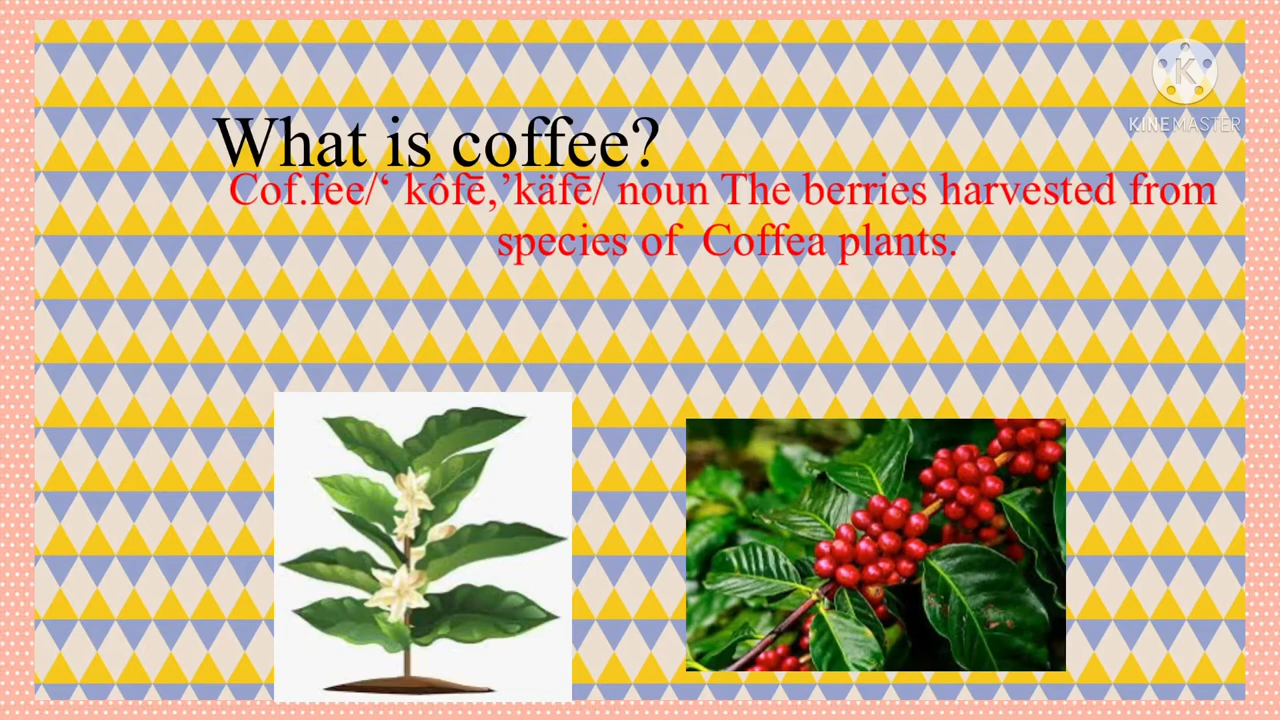 What is coffee?
Cof.fee/‘ kôfē,’käfē/ noun The berries harvested from
species of Coffea plants.
K
KINEMASTER